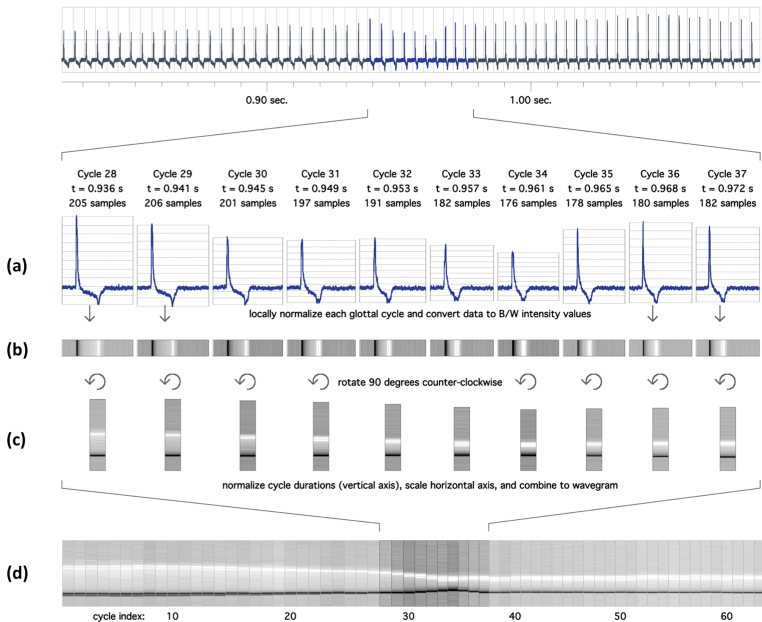 0.90 sec. 1.00 sec.
Cycle 28 Cycle 29 Cycle 30 Cycle 31 Cycle 32 Cycle 33 Cycle 34 Cycle 35 Cycle 36 Cycle 37
t = 0.936 s t = 0.941 s t = 0.945 s t = 0.949 s t = 0.953 s t = 0.957 s t = 0.961 s t = 0.965 s t = 0.968 s t = 0.972 s
205 samples 206 samples 201 samples 197 samples 191 samples 182 samples 176 samples 178 samples 180 samples 182 samples
(a)
locally normalize each glottal cycle and convert data to B/W intensity values
(b)
rotate 90 degrees counter-clockwise
(c)
normalize cycle durations (vertical axis), scale horizontal axis, and combine to wavegram
(d)
cycle index: 10 20 30 40 50 60